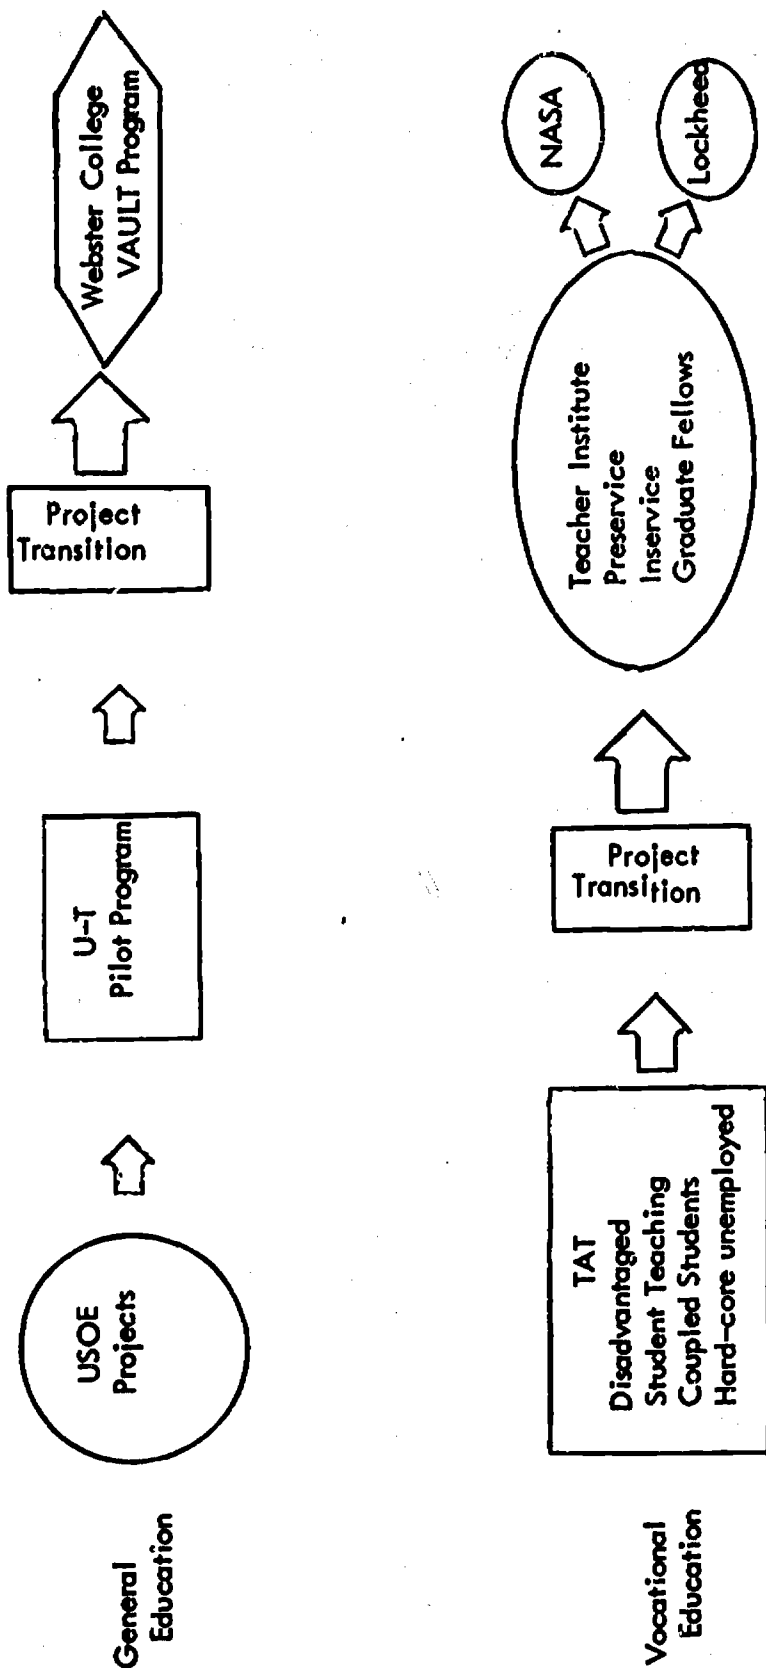 General
Education
USOE
Projects
U-T
Pilot Program
Project
Transition
Webster College
VAULT Program
Vocational
Education
TAT
Disadvantaged
Student Teaching
Coupled Students
Hard-core unemployed
Project
Transition
Teacher Institute
Preservice
Inservice
Graduate Fellows
NASA
Lockheed